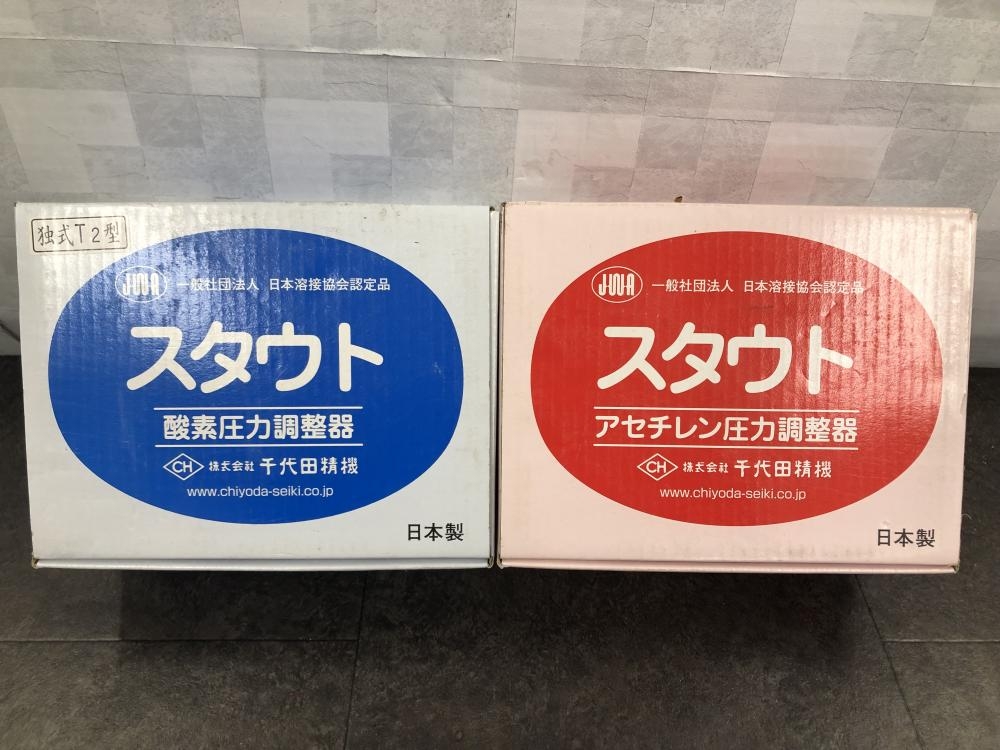 独式T2型
JWA 一般社団法人 日本溶接協会認定品
スタウト
酸素圧力調整器
CH 株式会社 千代田精機
www.chiyoda-seiki.co.jp
日本製
JWA 一般社団法人 日本溶接協会認定品
スタウト
アセチレン圧力調整器
CH 株式会社 千代田精機
www.chiyoda-seiki.co.jp
日本製